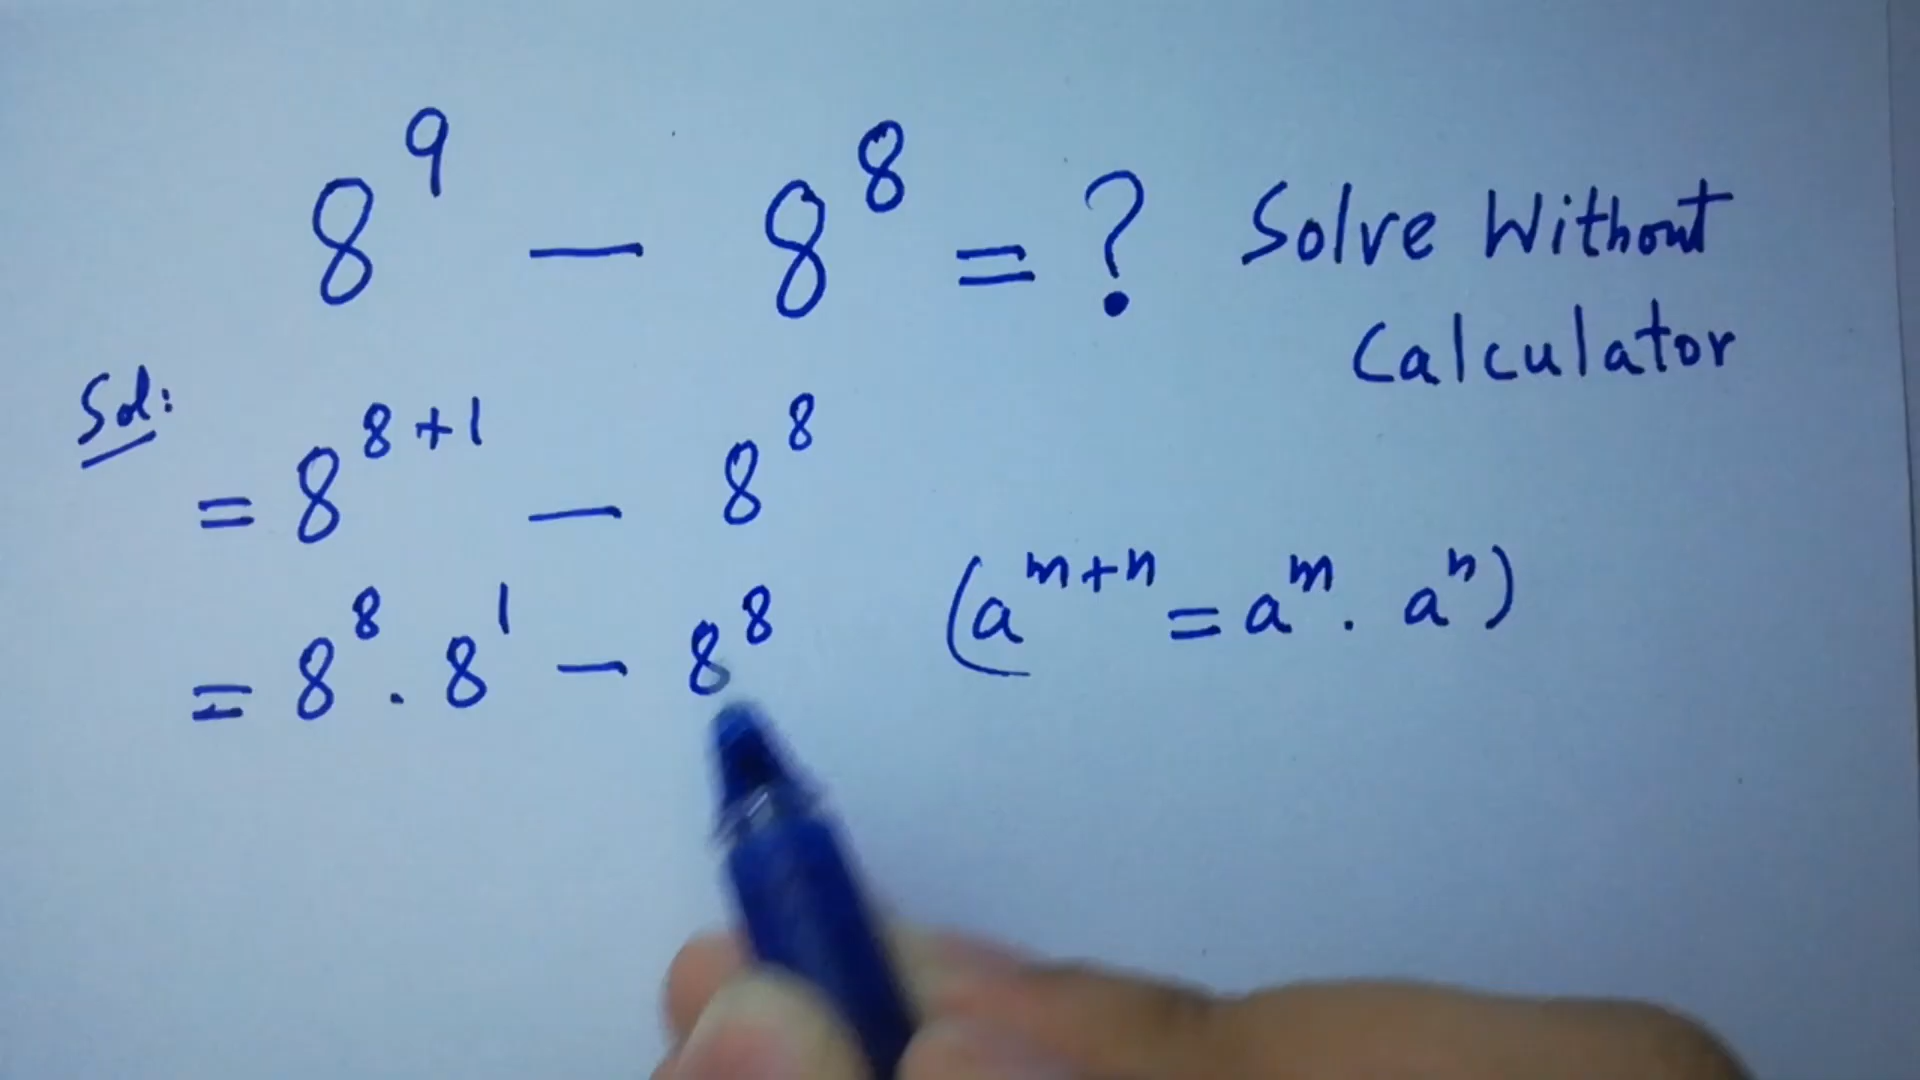 8⁹ − 8⁸ = ? Solve Without
Calculator
Sol:
= 8⁸⁺¹ − 8⁸
= 8⁸ . 8¹ − 8⁸ (aᵐ⁺ⁿ = aᵐ . aⁿ)